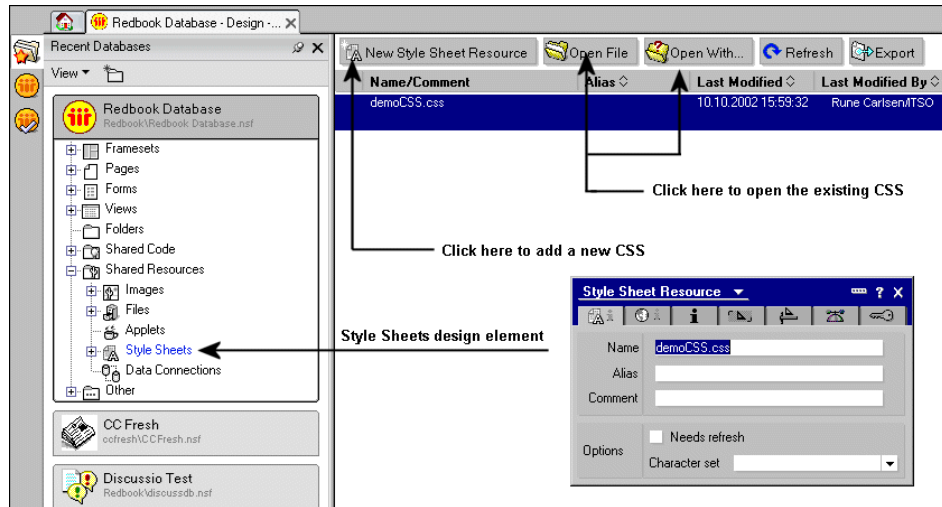 Redbook Database - Design -...
Recent Databases
View
Redbook Database
Redbook\Redbook Database.nsf
Framesets
Pages
Forms
Views
Folders
Shared Code
Shared Resources
Images
Files
Applets
Style Sheets
Data Connections
Other
CC Fresh
ccfresh\CCFresh.nsf
Discussio Test
Redbook\discussdb.nsf
New Style Sheet Resource Open File Open With... Refresh Export
Name/Comment Alias Last Modified Last Modified By
demoCSS.css 10.10.2002 15:59:32 Rune Carlsen/ITSO
Click here to open the existing CSS
Click here to add a new CSS
Style Sheets design element
Style Sheet Resource ? X
Name demoCSS.css
Alias
Comment
Options Needs refresh
Character set